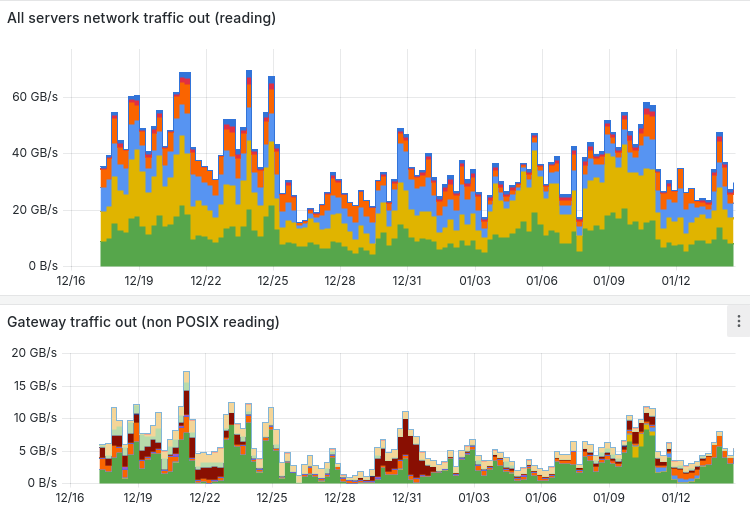 All servers network traffic out (reading)
60 GB/s
40 GB/s
20 GB/s
0 B/s
12/16 12/19 12/22 12/25 12/28 12/31 01/03 01/06 01/09 01/12
Gateway traffic out (non POSIX reading)
20 GB/s
15 GB/s
10 GB/s
5 GB/s
0 B/s
12/16 12/19 12/22 12/25 12/28 12/31 01/03 01/06 01/09 01/12